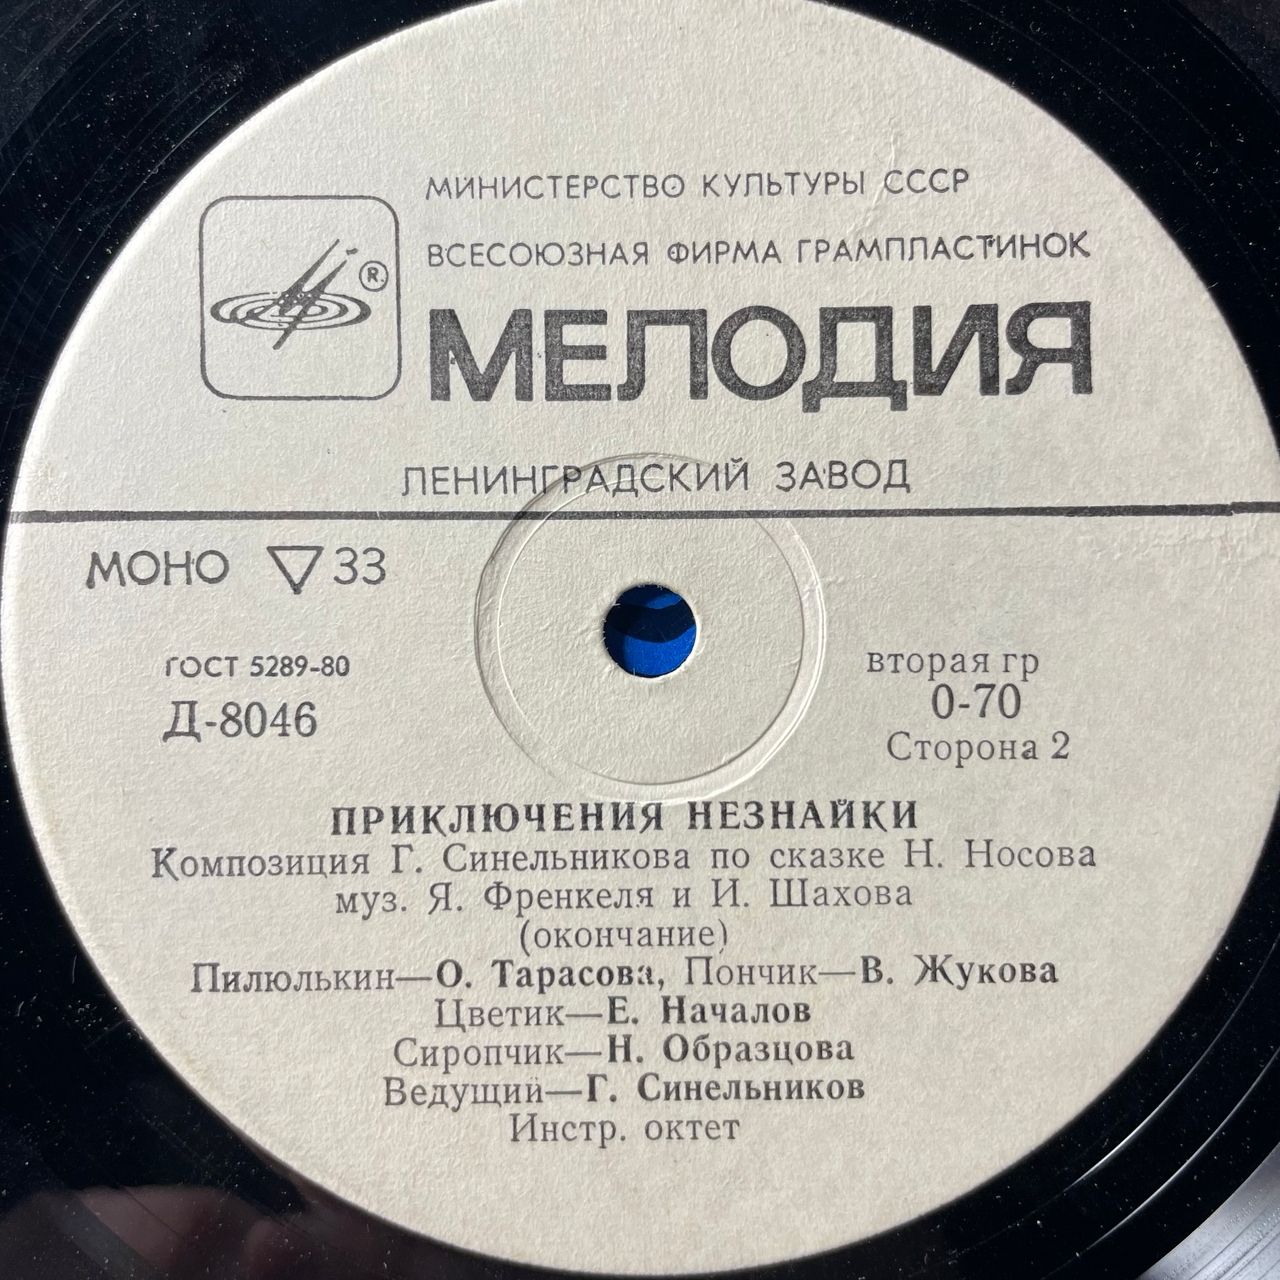 МИНИСТЕРСТВО КУЛЬТУРЫ СССР
ВСЕСОЮЗНАЯ ФИРМА ГРАМПЛАСТИНОК
®
МЕЛОДИЯ
ЛЕНИНГРАДСКИЙ ЗАВОД
МОНО ▽ 33
ГОСТ 5289-80
Д-8046
вторая гр
0-70
Сторона 2
ПРИКЛЮЧЕНИЯ НЕЗНАЙКИ
Композиция Г. Синельникова по сказке Н. Носова
муз. Я. Френкеля и И. Шахова
(окончание)
Пилюлькин—О. Тарасова, Пончик—В. Жукова
Цветик—Е. Началов
Сиропчик—Н. Образцова
Ведущий—Г. Синельников
Инстр. октет